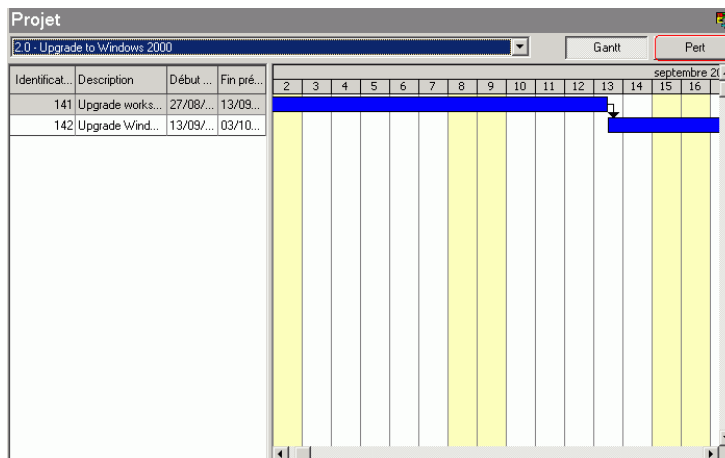 Projet
2.0 - Upgrade to Windows 2000
Gantt
Pert
Identificat... Description Début ... Fin pré...
septembre 20
2 3 4 5 6 7 8 9 10 11 12 13 14 15 16
141 Upgrade works... 27/08/... 13/09...
142 Upgrade Wind... 13/09/... 03/10...